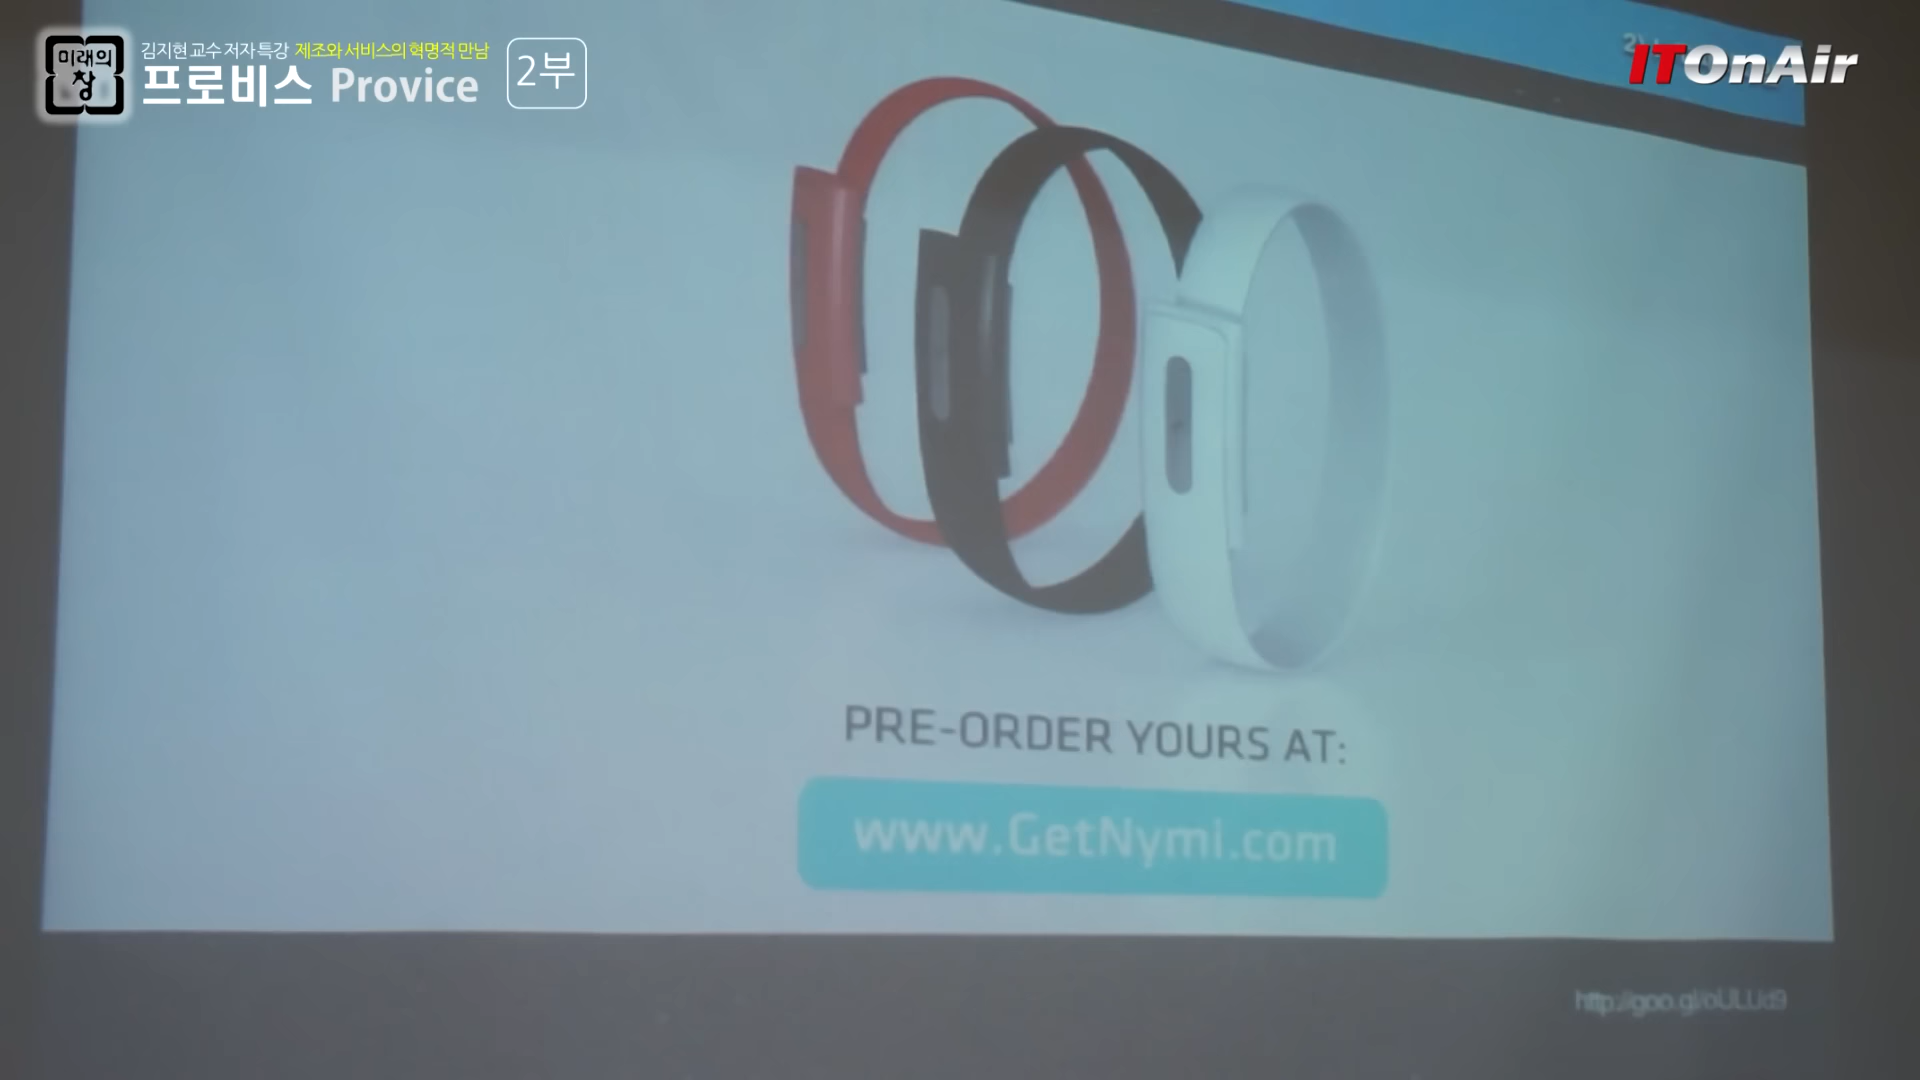 미래의
창
김지현 교수 저자 특강 제조와 서비스의 혁명적 만남
프로비스 Provice
2부
ITOnAir
PRE-ORDER YOURS AT:
www.GetNymi.com